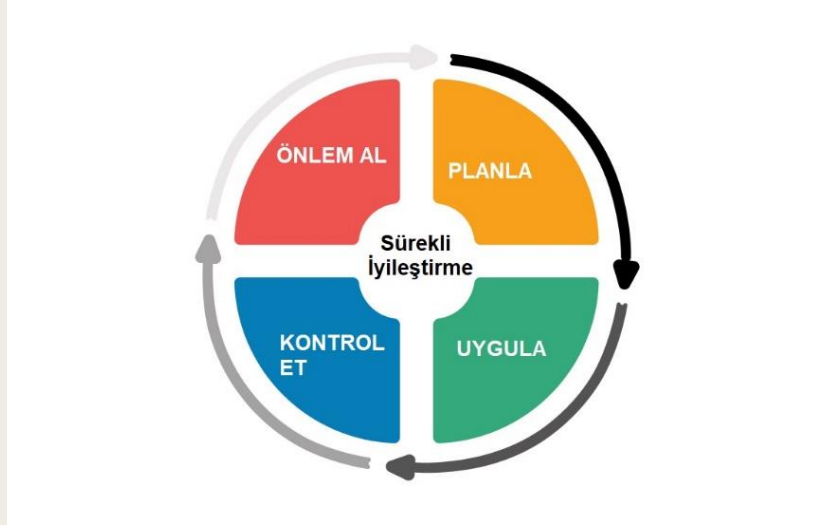 ÖNLEM AL
PLANLA
Sürekli
İyileştirme
KONTROL
ET
UYGULA